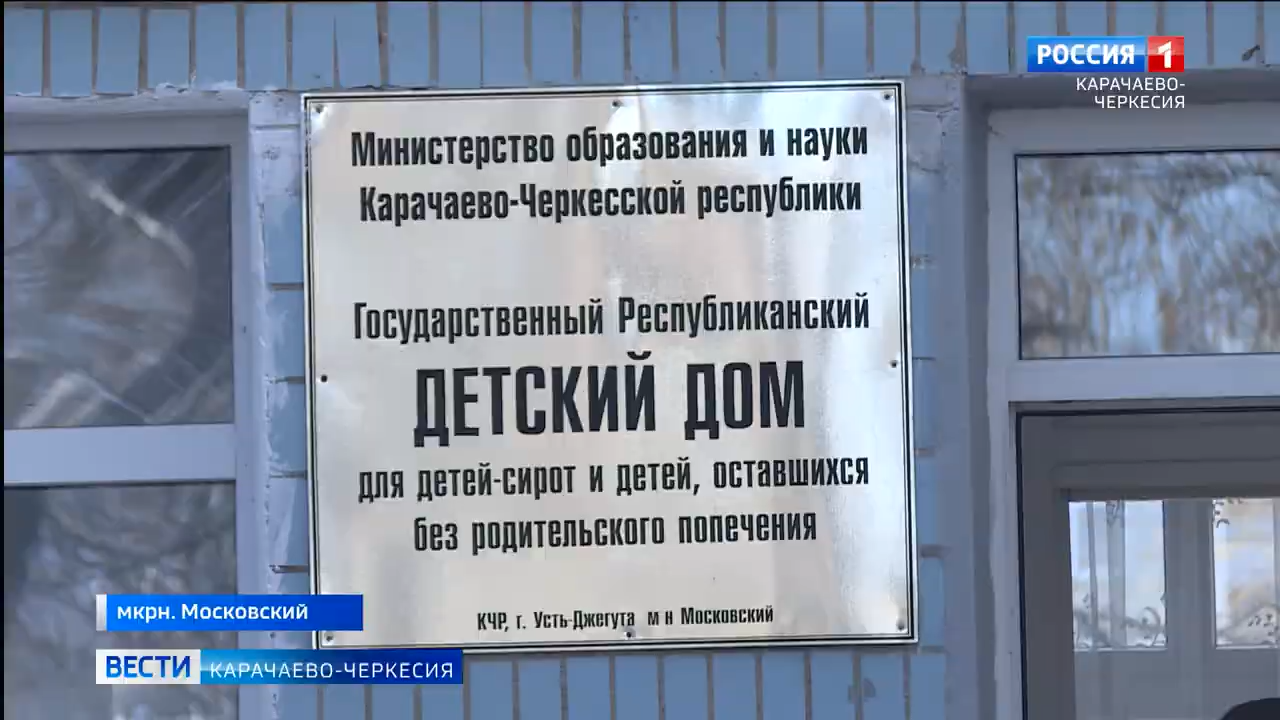 РОССИЯ 1
КАРАЧАЕВО-
ЧЕРКЕСИЯ
Министерство образования и науки
Карачаево-Черкесской республики
Государственный Республиканский
ДЕТСКИЙ ДОМ
для детей-сирот и детей, оставшихся
без родительского попечения
КЧР, г. Усть-Джегута м н Московский
мкрн. Московский
ВЕСТИ КАРАЧАЕВО-ЧЕРКЕСИЯ